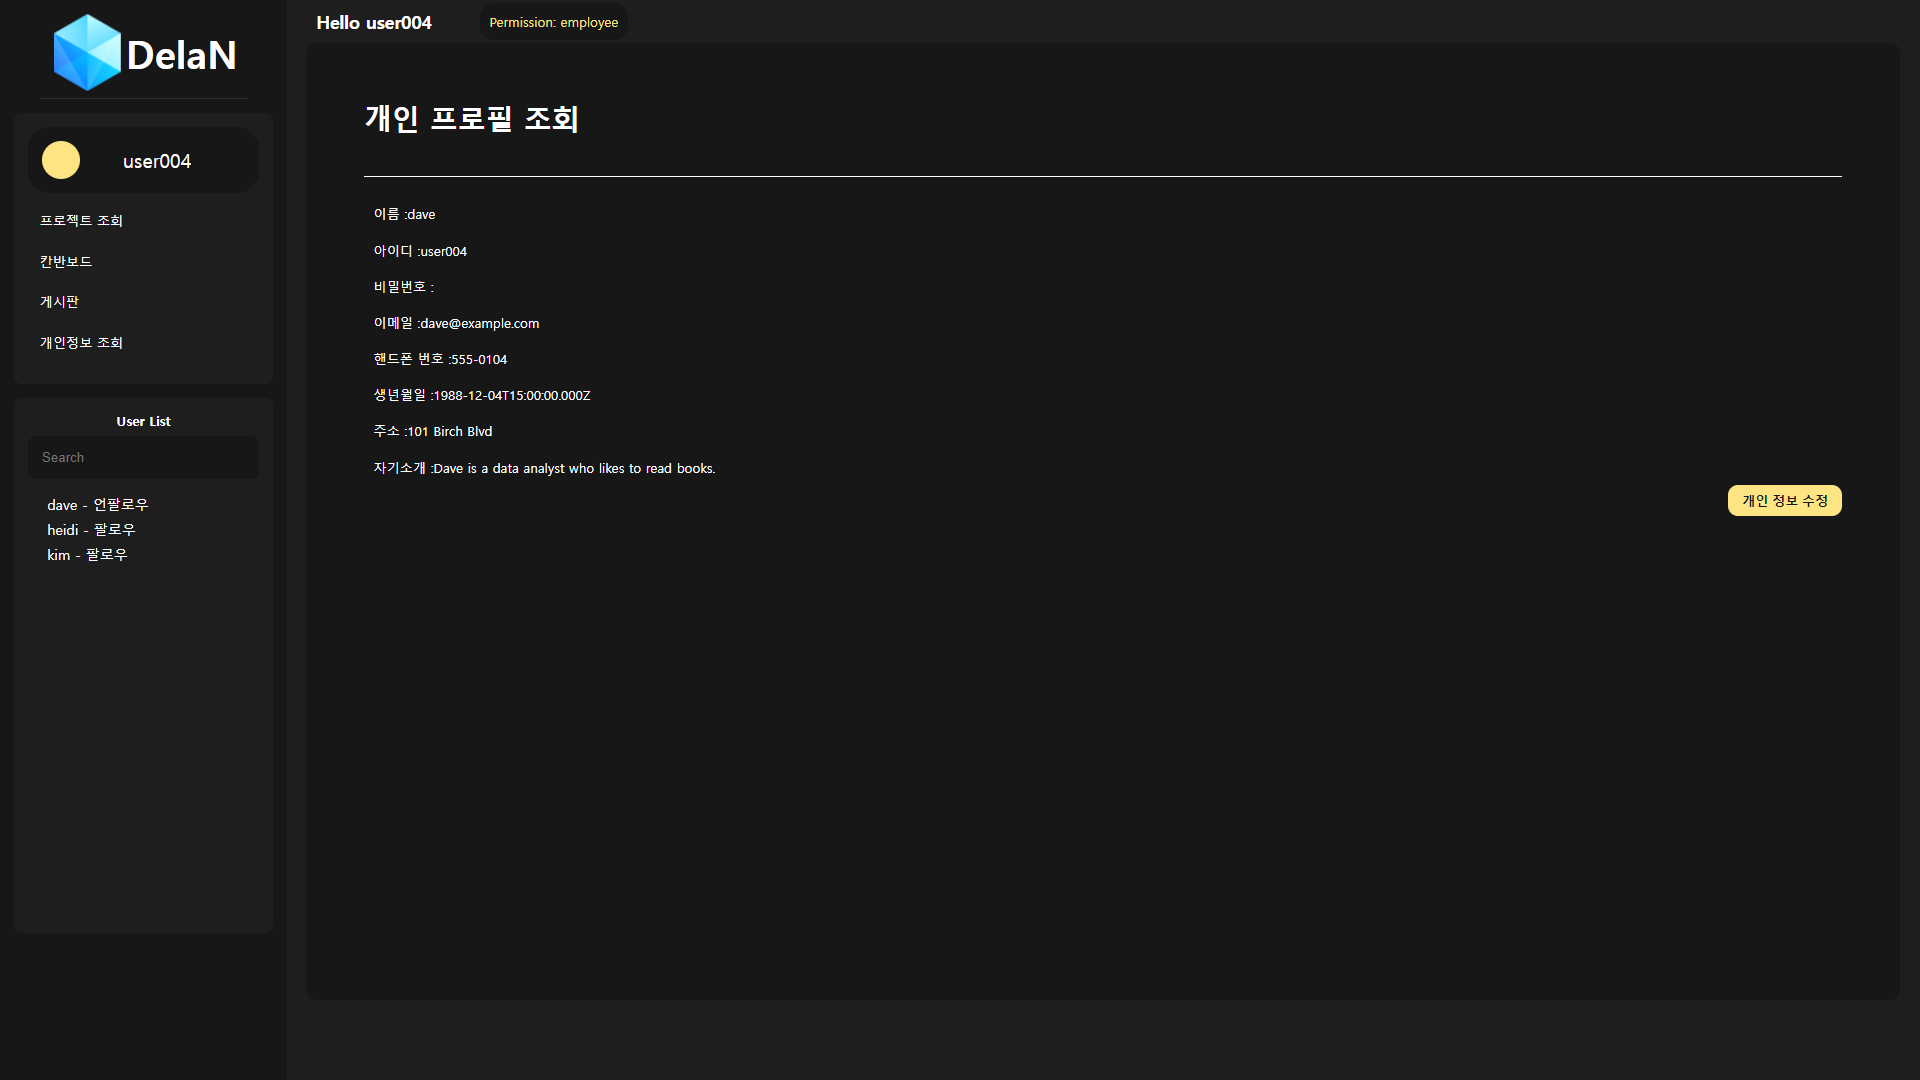 DelaN
user004
프로젝트 조회
칸반보드
게시판
개인정보 조회
User List
Search
dave - 언팔로우
heidi - 팔로우
kim - 팔로우
Hello user004
Permission: employee
개인 프로필 조회
이름 :dave
아이디 :user004
비밀번호 :
이메일 :dave@example.com
핸드폰 번호 :555-0104
생년월일 :1988-12-04T15:00:00.000Z
주소 :101 Birch Blvd
자기소개 :Dave is a data analyst who likes to read books.
개인 정보 수정